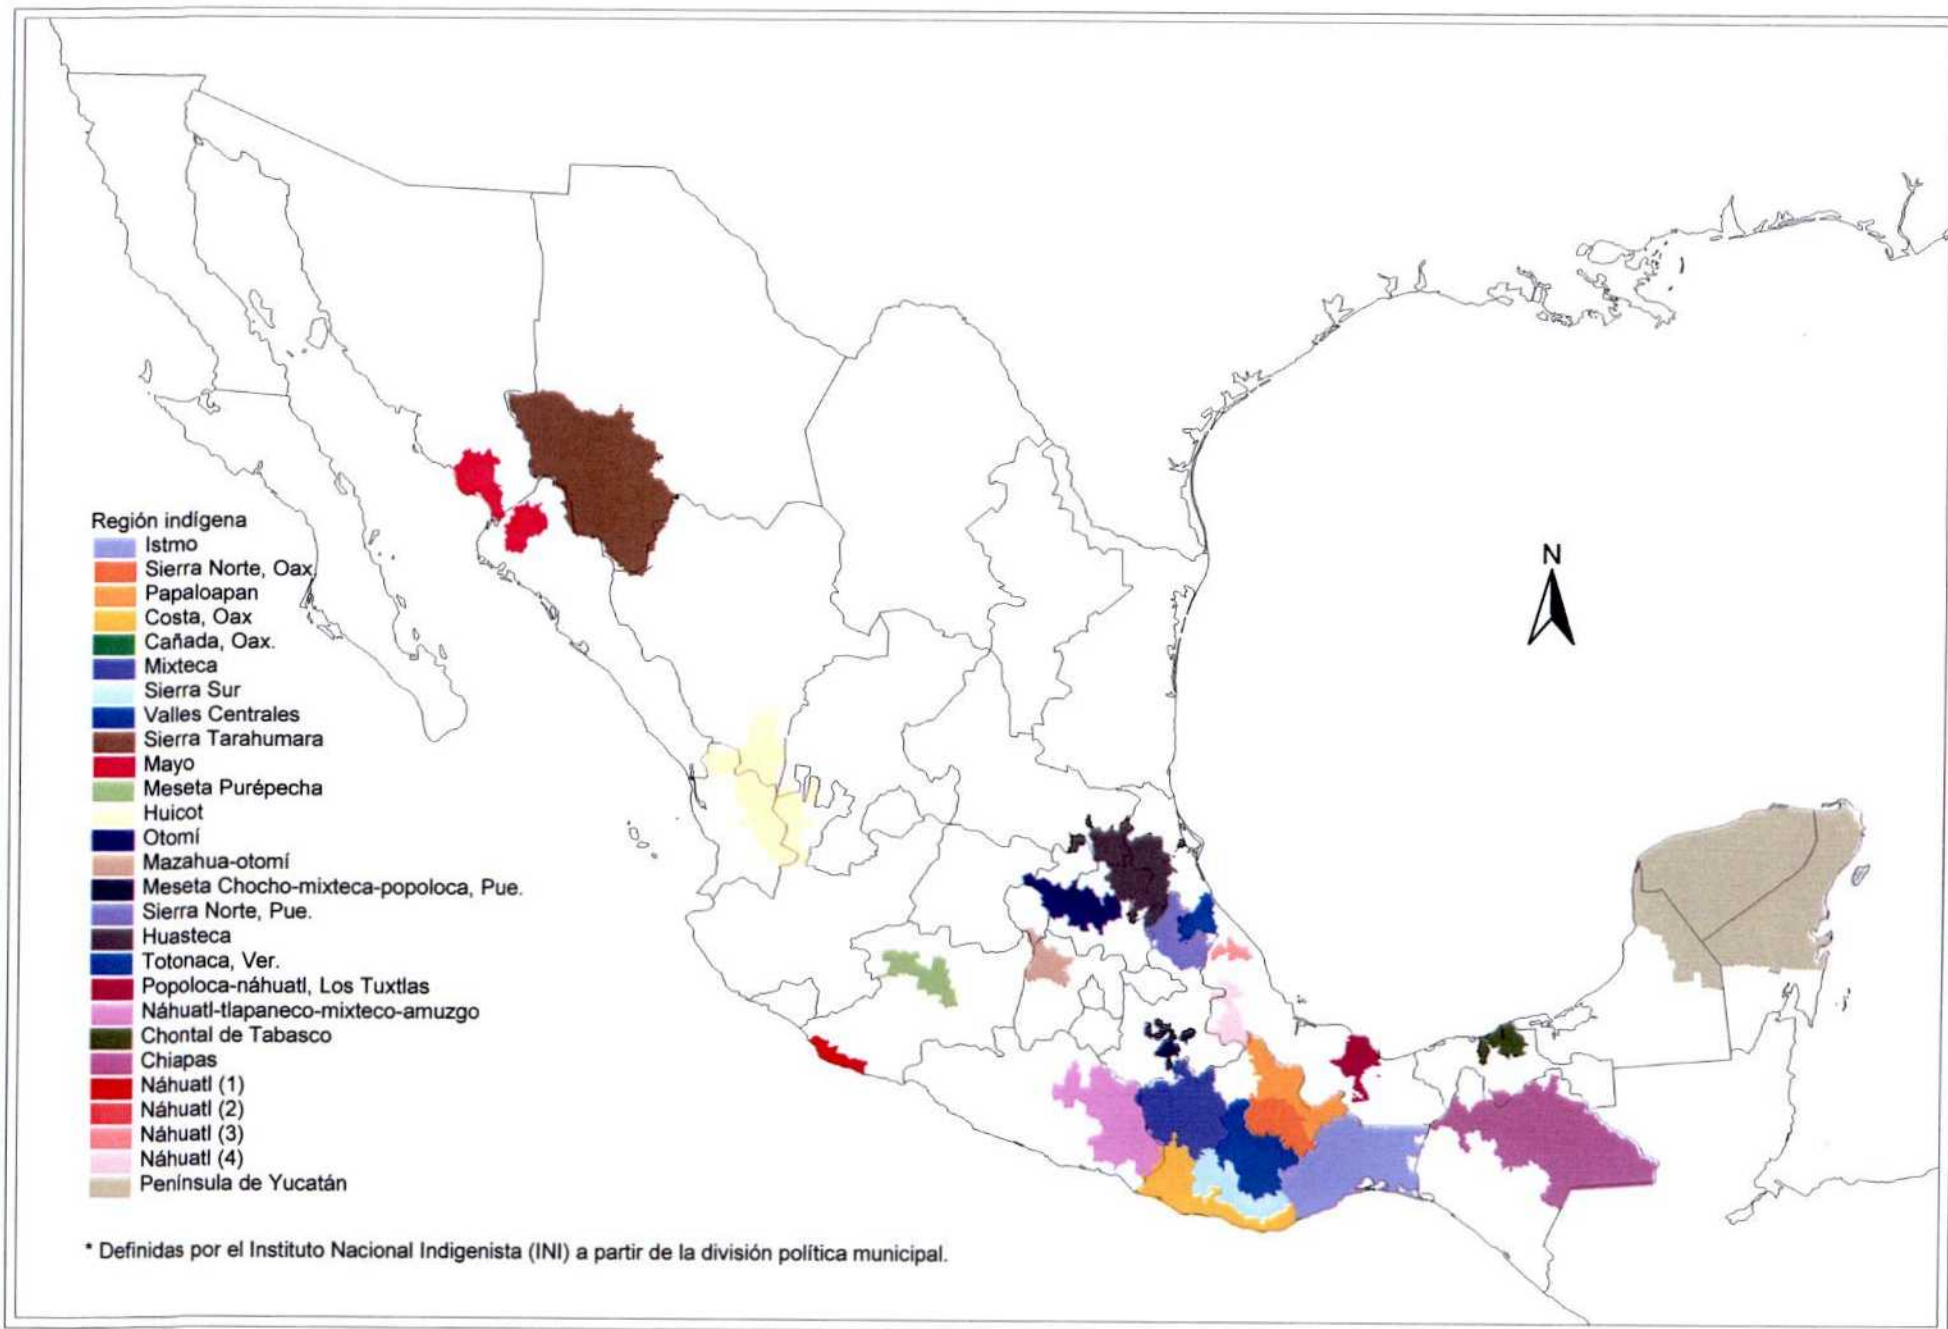 N
Región indígena
Istmo
Sierra Norte, Oax
Papaloapan
Costa, Oax
Cañada, Oax.
Mixteca
Sierra Sur
Valles Centrales
Sierra Tarahumara
Mayo
Meseta Purépecha
Huicot
Otomí
Mazahua-otomí
Meseta Chocho-mixteca-popoloca, Pue.
Sierra Norte, Pue.
Huasteca
Totonaca, Ver.
Popoloca-náhuatl, Los Tuxtlas
Náhuatl-tlapaneco-mixteco-amuzgo
Chontal de Tabasco
Chiapas
Náhuatl (1)
Náhuatl (2)
Náhuatl (3)
Náhuatl (4)
Península de Yucatán
* Definidas por el Instituto Nacional Indigenista (INI) a partir de la división política municipal.